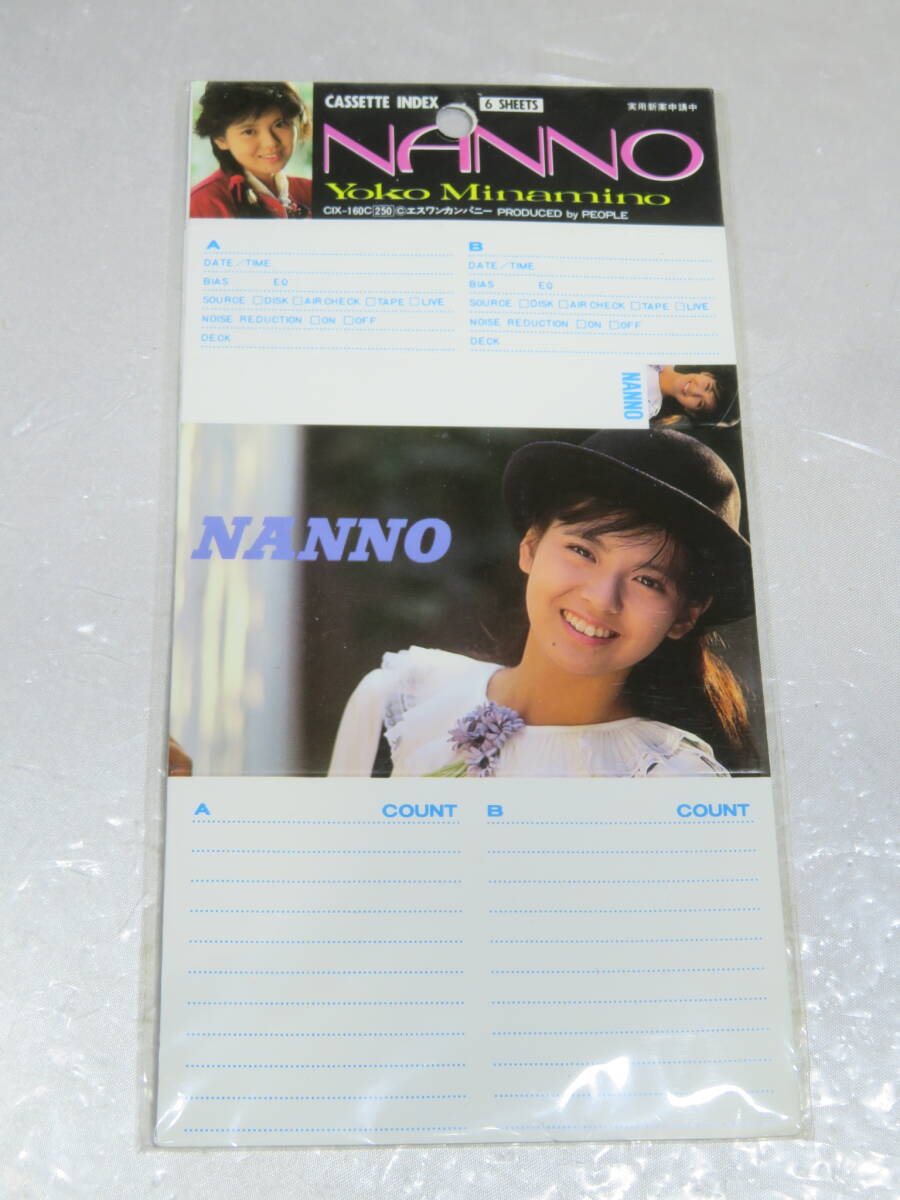 CASSETTE INDEX 6 SHEETS 実用新案申請中
NANNO
Yoko Minamino
CIX-160C 250 Ⓒエスワンカンパニー PRODUCED by PEOPLE
A
DATE/TIME
BIAS EQ
SOURCE □DISK □AIR CHECK □TAPE □LIVE
NOISE REDUCTION □ON □OFF
DECK
B
DATE/TIME
BIAS EQ
SOURCE □DISK □AIR CHECK □TAPE □LIVE
NOISE REDUCTION □ON □OFF
DECK
NANNO
NANNO
A COUNT
B COUNT